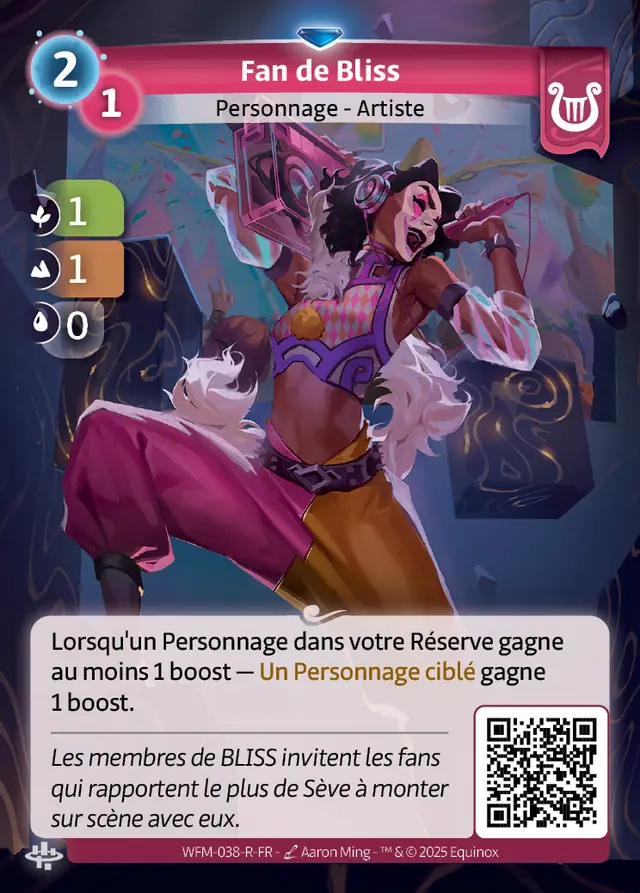 2
Fan de Bliss
1
Personnage - Artiste
1
1
0
Lorsqu'un Personnage dans votre Réserve gagne
au moins 1 boost — Un Personnage ciblé gagne
1 boost.
Les membres de BLISS invitent les fans
qui rapportent le plus de Sève à monter
sur scène avec eux.
WFM-038-R-FR - Aaron Ming - ™ & © 2025 Equinox